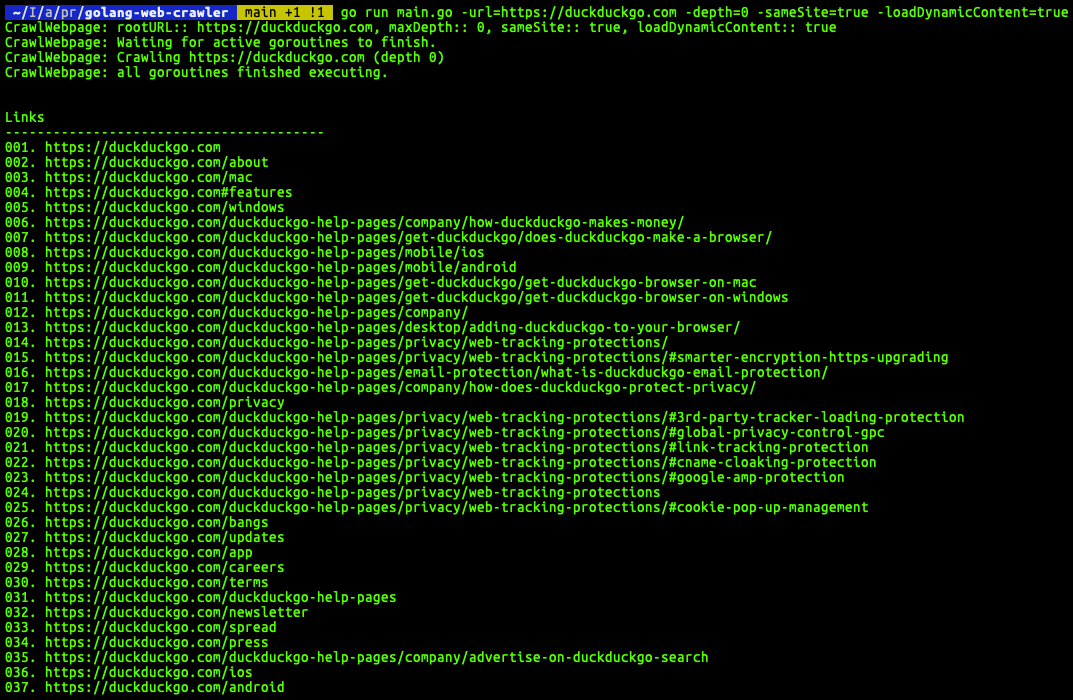 ~/I/a/pr/golang-web-crawler main +1 !1 go run main.go -url=https://duckduckgo.com -depth=0 -sameSite=true -loadDynamicContent=true
CrawlWebpage: rootURL:: https://duckduckgo.com, maxDepth:: 0, sameSite:: true, loadDynamicContent:: true
CrawlWebpage: Waiting for active goroutines to finish.
CrawlWebpage: Crawling https://duckduckgo.com (depth 0)
CrawlWebpage: all goroutines finished executing.
Links
----------------------------------------
001. https://duckduckgo.com
002. https://duckduckgo.com/about
003. https://duckduckgo.com/mac
004. https://duckduckgo.com#features
005. https://duckduckgo.com/windows
006. https://duckduckgo.com/duckduckgo-help-pages/company/how-duckduckgo-makes-money/
007. https://duckduckgo.com/duckduckgo-help-pages/get-duckduckgo/does-duckduckgo-make-a-browser/
008. https://duckduckgo.com/duckduckgo-help-pages/mobile/ios
009. https://duckduckgo.com/duckduckgo-help-pages/mobile/android
010. https://duckduckgo.com/duckduckgo-help-pages/get-duckduckgo/get-duckduckgo-browser-on-mac
011. https://duckduckgo.com/duckduckgo-help-pages/get-duckduckgo/get-duckduckgo-browser-on-windows
012. https://duckduckgo.com/duckduckgo-help-pages/company/
013. https://duckduckgo.com/duckduckgo-help-pages/desktop/adding-duckduckgo-to-your-browser/
014. https://duckduckgo.com/duckduckgo-help-pages/privacy/web-tracking-protections/
015. https://duckduckgo.com/duckduckgo-help-pages/privacy/web-tracking-protections/#smarter-encryption-https-upgrading
016. https://duckduckgo.com/duckduckgo-help-pages/email-protection/what-is-duckduckgo-email-protection/
017. https://duckduckgo.com/duckduckgo-help-pages/company/how-does-duckduckgo-protect-privacy/
018. https://duckduckgo.com/privacy
019. https://duckduckgo.com/duckduckgo-help-pages/privacy/web-tracking-protections/#3rd-party-tracker-loading-protection
020. https://duckduckgo.com/duckduckgo-help-pages/privacy/web-tracking-protections/#global-privacy-control-gpc
021. https://duckduckgo.com/duckduckgo-help-pages/privacy/web-tracking-protections/#link-tracking-protection
022. https://duckduckgo.com/duckduckgo-help-pages/privacy/web-tracking-protections/#cname-cloaking-protection
023. https://duckduckgo.com/duckduckgo-help-pages/privacy/web-tracking-protections/#google-amp-protection
024. https://duckduckgo.com/duckduckgo-help-pages/privacy/web-tracking-protections
025. https://duckduckgo.com/duckduckgo-help-pages/privacy/web-tracking-protections/#cookie-pop-up-management
026. https://duckduckgo.com/bangs
027. https://duckduckgo.com/updates
028. https://duckduckgo.com/app
029. https://duckduckgo.com/careers
030. https://duckduckgo.com/terms
031. https://duckduckgo.com/duckduckgo-help-pages
032. https://duckduckgo.com/newsletter
033. https://duckduckgo.com/spread
034. https://duckduckgo.com/press
035. https://duckduckgo.com/duckduckgo-help-pages/company/advertise-on-duckduckgo-search
036. https://duckduckgo.com/ios
037. https://duckduckgo.com/android